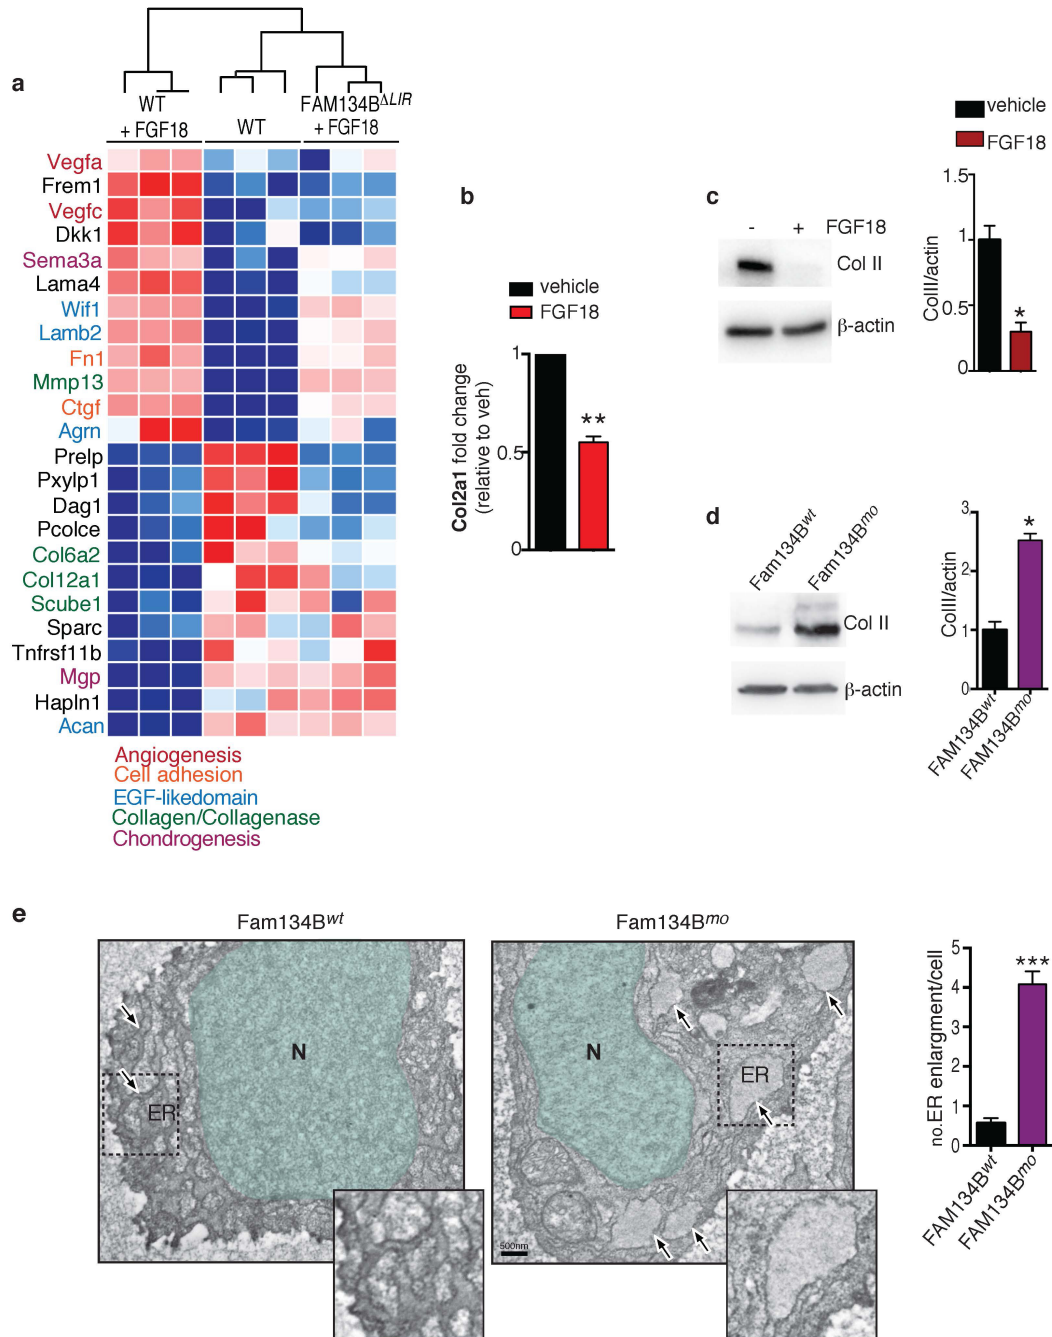 a
WT
+ FGF18
WT
FAM134BΔLIR
+ FGF18
Vegfa
Frem1
Vegfc
Dkk1
Sema3a
Lama4
Wif1
Lamb2
Fn1
Mmp13
Ctgf
Agrn
Prelp
Pxylp1
Dag1
Pcolce
Col6a2
Col12a1
Scube1
Sparc
Tnfrsf11b
Mgp
Hapln1
Acan
Angiogenesis
Cell adhesion
EGF-likedomain
Collagen/Collagenase
Chondrogenesis
b
vehicle
FGF18
Col2a1 fold change
(relative to veh)
1
0.5
0
**
c
- + FGF18
Col II
β-actin
vehicle
FGF18
ColII/actin
1.5
1
0.5
0
*
d
Fam134Bwt
Fam134Bmo
Col II
β-actin
ColII/actin
3
2
1
0
*
FAM134Bwt
FAM134Bmo
e
Fam134Bwt
N
ER
Fam134Bmo
N
ER
500nm
no.ER enlargment/cell
5
4
3
2
1
0
***
FAM134Bwt
FAM134Bmo